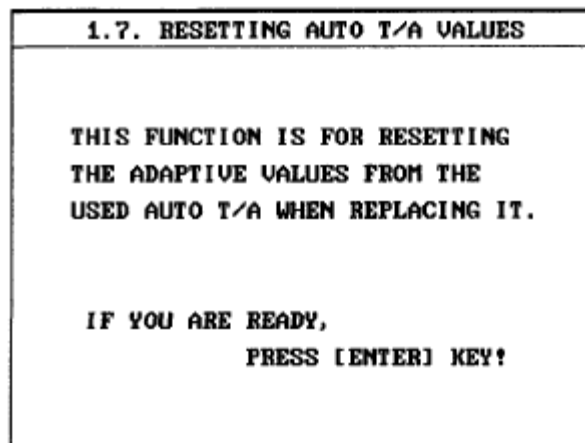 1.7. RESETTING AUTO T/A VALUES
THIS FUNCTION IS FOR RESETTING
THE ADAPTIVE VALUES FROM THE
USED AUTO T/A WHEN REPLACING IT.
IF YOU ARE READY,
PRESS [ENTER] KEY!